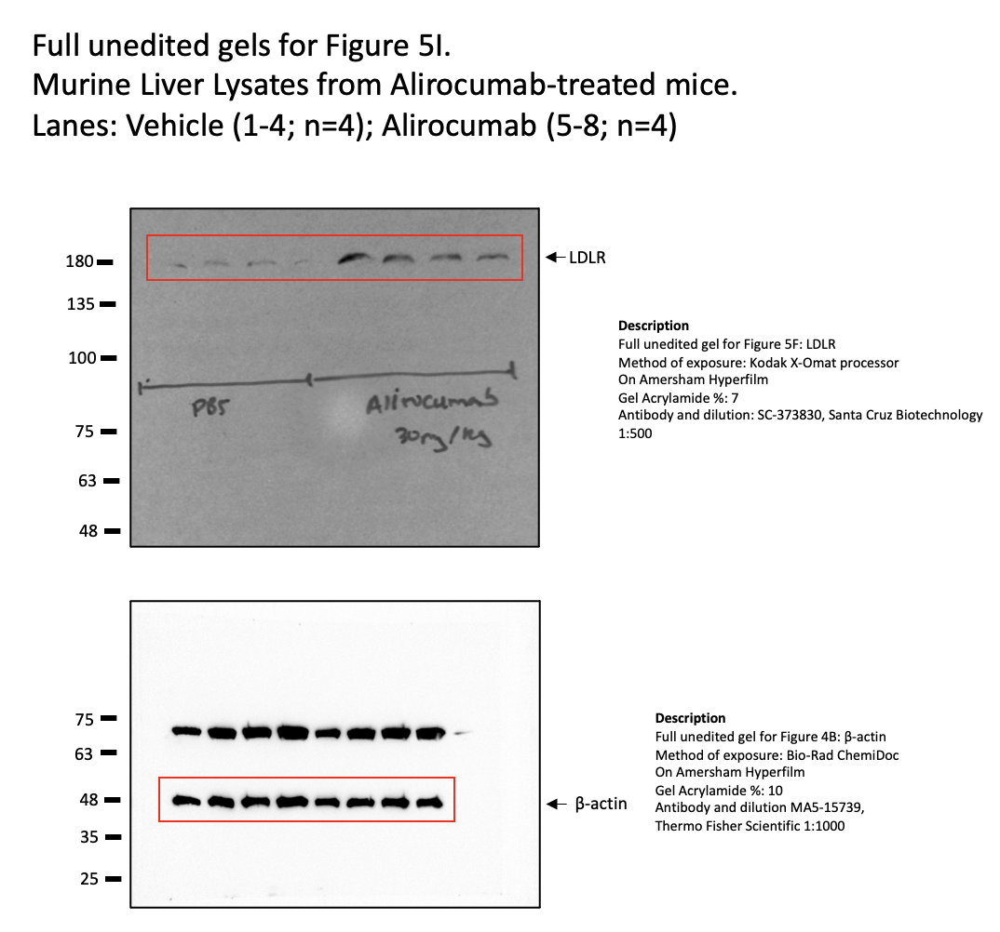 Full unedited gels for Figure 5I.
Murine Liver Lysates from Alirocumab-treated mice.
Lanes: Vehicle (1-4; n=4); Alirocumab (5-8; n=4)
180
135
100
75
63
48
LDLR
PBS
Alirocumab
30mg/kg
Description
Full unedited gel for Figure 5F: LDLR
Method of exposure: Kodak X-Omat processor
On Amersham Hyperfilm
Gel Acrylamide %: 7
Antibody and dilution: SC-373830, Santa Cruz Biotechnology
1:500
75
63
48
35
25
β-actin
Description
Full unedited gel for Figure 4B: β-actin
Method of exposure: Bio-Rad ChemiDoc
On Amersham Hyperfilm
Gel Acrylamide %: 10
Antibody and dilution MA5-15739,
Thermo Fisher Scientific 1:1000